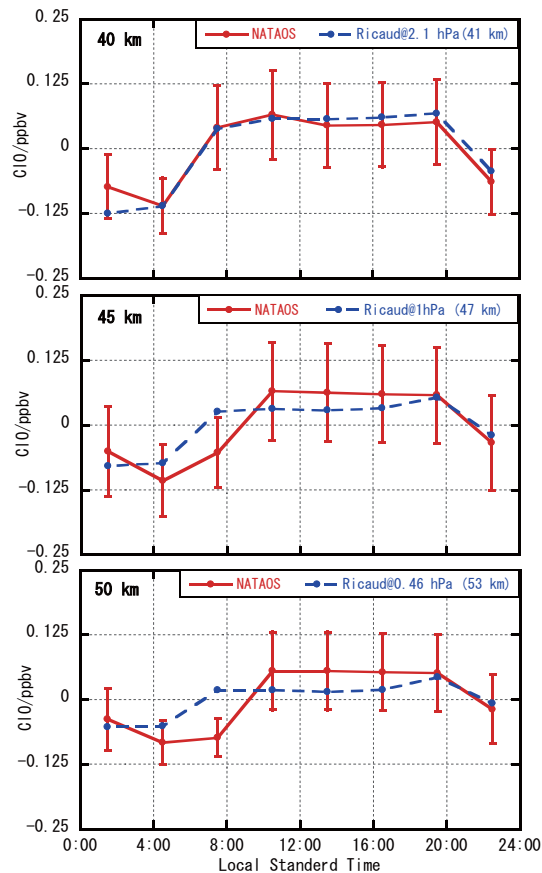 0.25
40 km
NATAOS
Ricaud@2.1 hPa(41 km)
0.125
0
-0.125
-0.25
ClO/ppbv
0.25
45 km
NATAOS
Ricaud@1hPa (47 km)
0.125
0
-0.125
-0.25
ClO/ppbv
0.25
50 km
NATAOS
Ricaud@0.46 hPa (53 km)
0.125
0
-0.125
-0.25
ClO/ppbv
0:00 4:00 8:00 12:00 16:00 20:00 24:00
Local Standerd Time